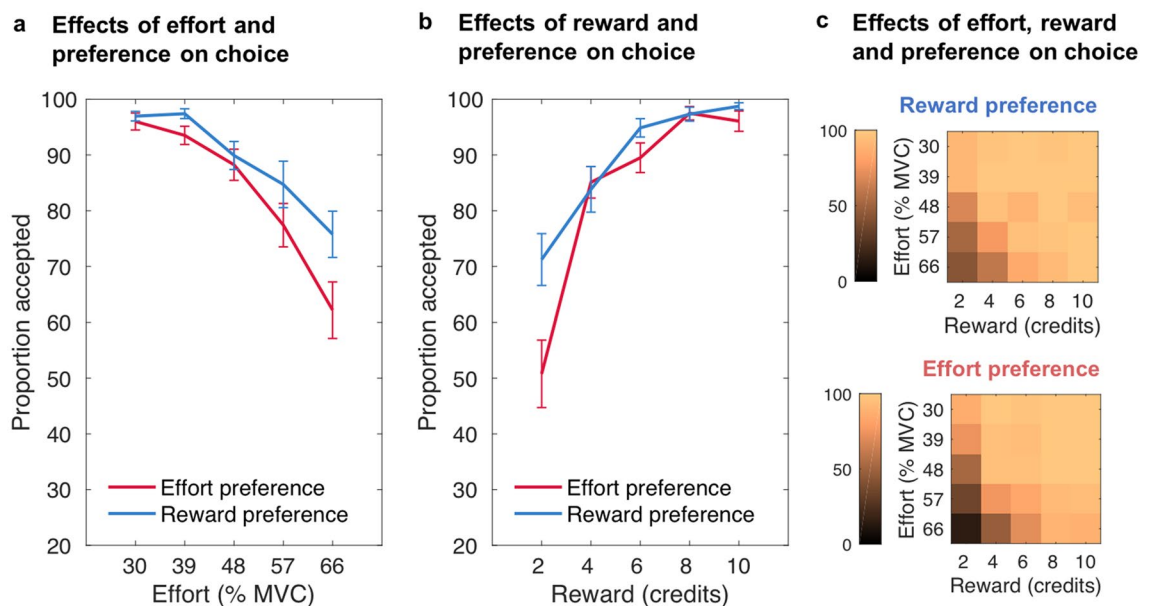 a Effects of effort and
preference on choice
100
90
80
70
60
50
40
30
20
Proportion accepted
Effort preference
Reward preference
30 39 48 57 66
Effort (% MVC)
b Effects of reward and
preference on choice
100
90
80
70
60
50
40
30
20
Proportion accepted
Effort preference
Reward preference
2 4 6 8 10
Reward (credits)
c Effects of effort, reward
and preference on choice
Reward preference
100
50
0
Effort (% MVC)
30
39
48
57
66
2 4 6 8 10
Reward (credits)
Effort preference
100
50
0
Effort (% MVC)
30
39
48
57
66
2 4 6 8 10
Reward (credits)